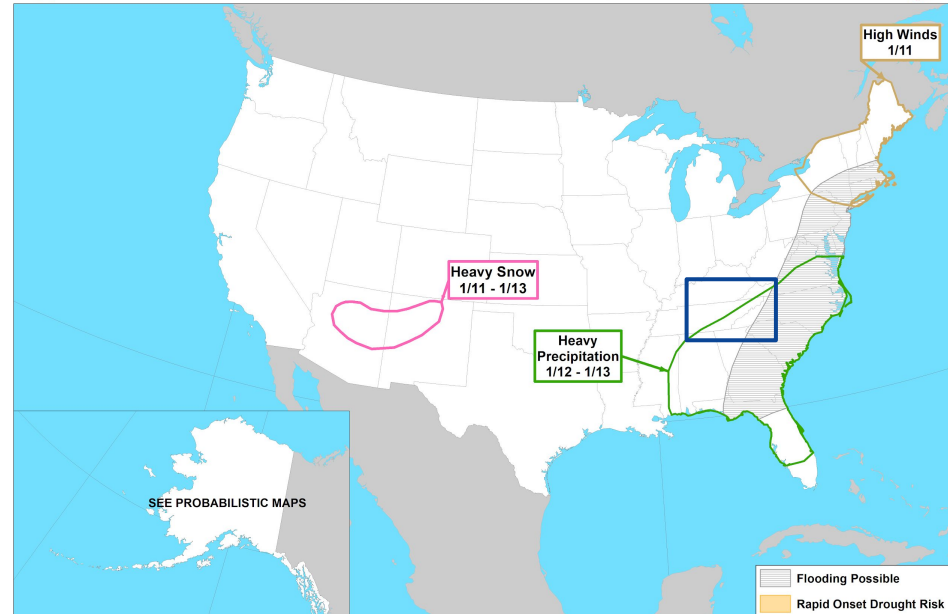 High Winds
1/11
Heavy Snow
1/11 - 1/13
Heavy
Precipitation
1/12 - 1/13
SEE PROBABILISTIC MAPS
Flooding Possible
Rapid Onset Drought Risk